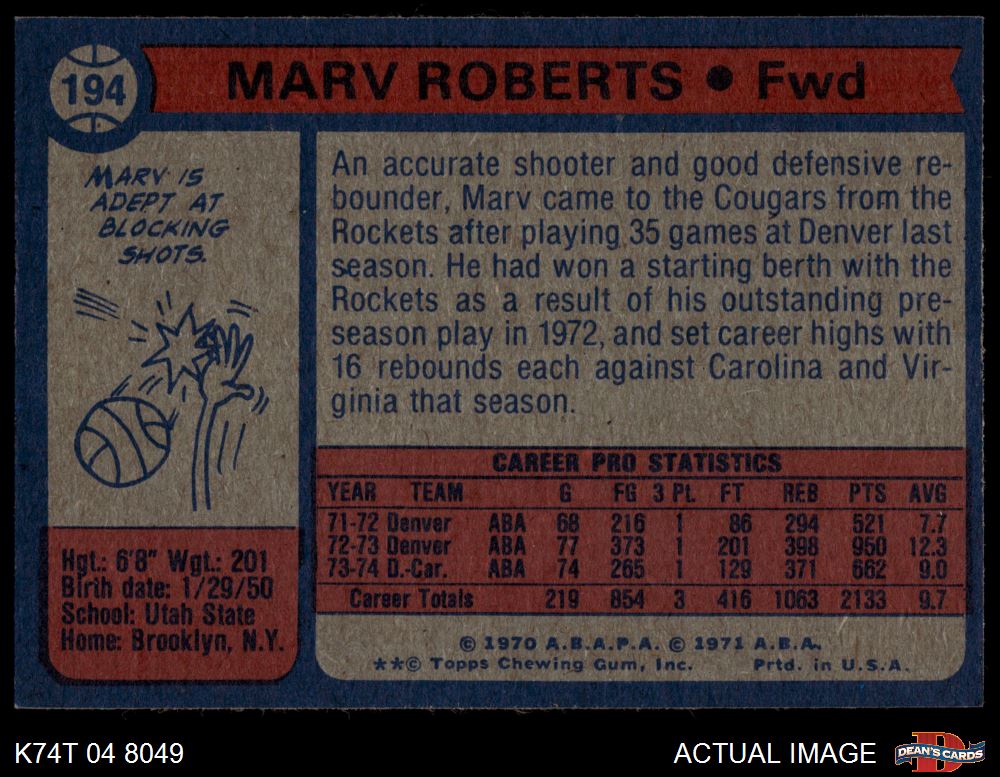 194
MARV ROBERTS • Fwd
MARV IS
ADEPT AT
BLOCKING
SHOTS.
An accurate shooter and good defensive re-
bounder, Marv came to the Cougars from the
Rockets after playing 35 games at Denver last
season. He had won a starting berth with the
Rockets as a result of his outstanding pre-
season play in 1972, and set career highs with
16 rebounds each against Carolina and Vir-
ginia that season.
Hgt: 6'8" Wgt: 201
Birth date: 1/29/50
School: Utah State
Home: Brooklyn, N.Y.
CAREER PRO STATISTICS
YEAR TEAM G FG 3 Pt. FT REB PTS AVG
71-72 Denver ABA 68 216 1 86 294 521 7.7
72-73 Denver ABA 77 373 1 201 398 950 12.3
73-74 D.-Car. ABA 74 265 1 129 371 662 9.0
Career Totals 219 854 3 416 1063 2133 9.7
© 1970 A.B.A.P.A. © 1971 A.B.A.
**© Topps Chewing Gum, Inc. Prtd. in U.S.A.
K74T 04 8049
ACTUAL IMAGE
D
DEAN'S CARDS